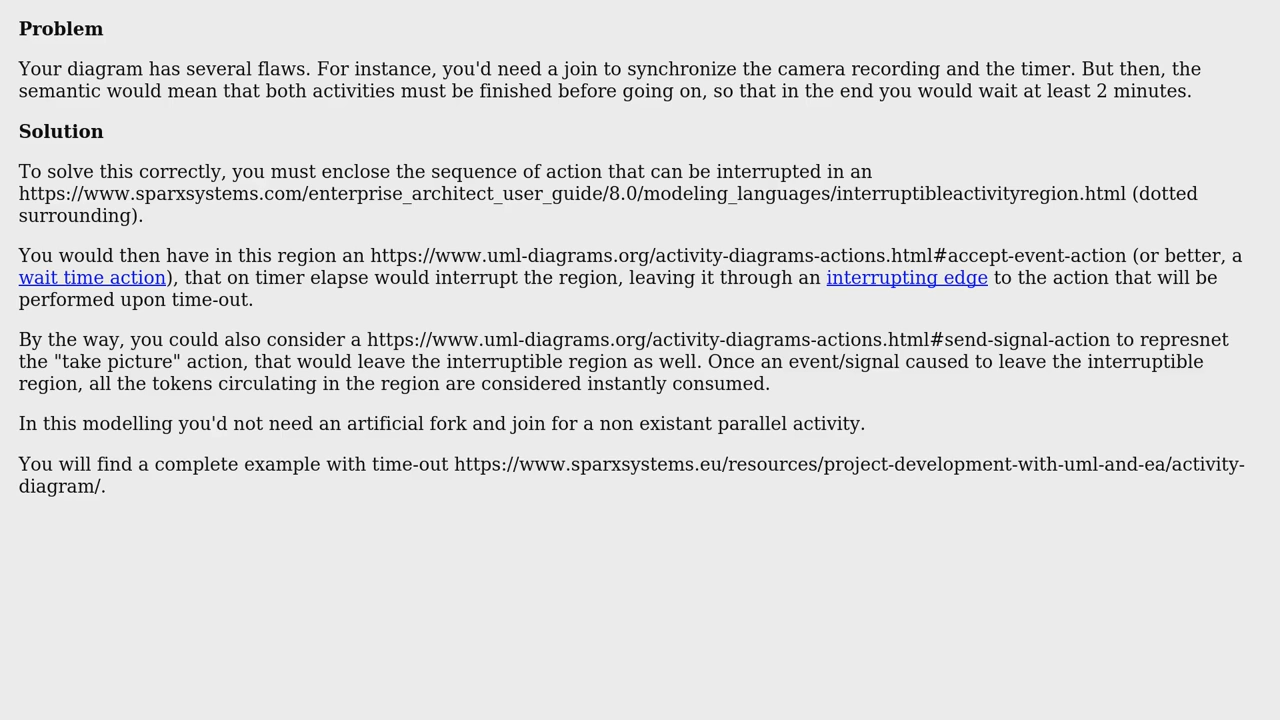 Problem
Your diagram has several flaws. For instance, you'd need a join to synchronize the camera recording and the timer. But then, the
semantic would mean that both activities must be finished before going on, so that in the end you would wait at least 2 minutes.
Solution
To solve this correctly, you must enclose the sequence of action that can be interrupted in an
https://www.sparxsystems.com/enterprise_architect_user_guide/8.0/modeling_languages/interruptibleactivityregion.html (dotted
surrounding).
You would then have in this region an https://www.uml-diagrams.org/activity-diagrams-actions.html#accept-event-action (or better, a
wait time action), that on timer elapse would interrupt the region, leaving it through an interrupting edge to the action that will be
performed upon time-out.
By the way, you could also consider a https://www.uml-diagrams.org/activity-diagrams-actions.html#send-signal-action to represnet
the "take picture" action, that would leave the interruptible region as well. Once an event/signal caused to leave the interruptible
region, all the tokens circulating in the region are considered instantly consumed.
In this modelling you'd not need an artificial fork and join for a non existant parallel activity.
You will find a complete example with time-out https://www.sparxsystems.eu/resources/project-development-with-uml-and-ea/activity-
diagram/.